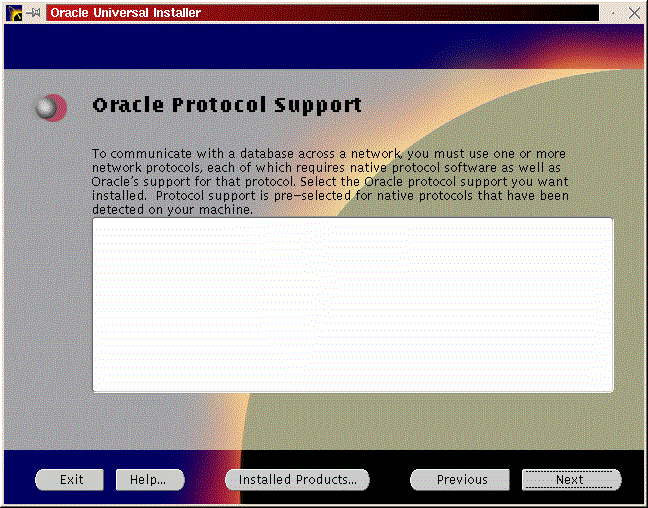 Oracle Universal Installer
Oracle Protocol Support
To communicate with a database across a network, you must use one or more
network protocols, each of which requires native protocol software as well as
Oracle's support for that protocol. Select the Oracle protocol support you want
installed.  Protocol support is pre-selected for native protocols that have been
detected on your machine.
Exit Help... Installed Products... Previous Next